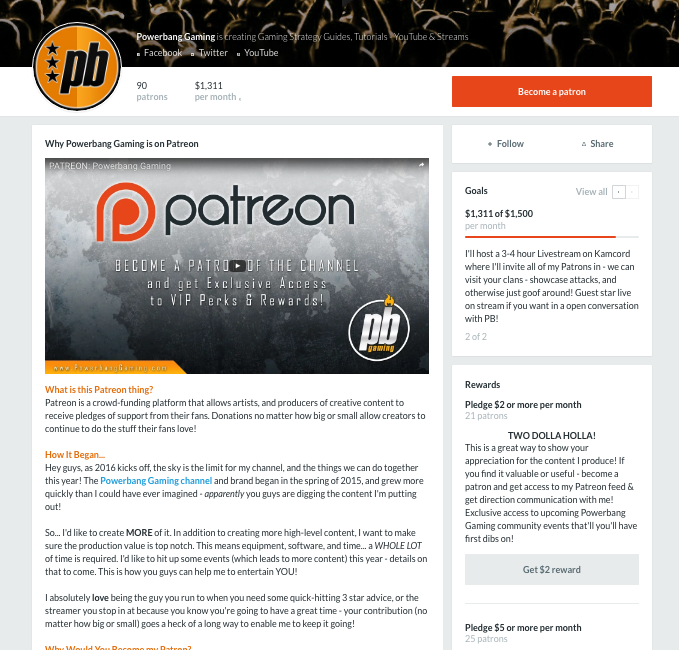 Powerbang Gaming is creating Gaming Strategy Guides, Tutorials - YouTube & Streams
Facebook Twitter YouTube
pb
90
patrons
$1,311
per month
Become a patron
Why Powerbang Gaming is on Patreon
PATREON: Powerbang Gaming
patreon
BECOME A PATRON OF THE CHANNEL
and get Exclusive Access
to VIP Perks & Rewards!
pb
gaming
www.PowerbangGaming.com
What is this Patreon thing?
Patreon is a crowd-funding platform that allows artists, and producers of creative content to
receive pledges of support from their fans. Donations no matter how big or small allow creators to
continue to do the stuff their fans love!
How It Began...
Hey guys, as 2016 kicks off, the sky is the limit for my channel, and the things we can do together
this year! The Powerbang Gaming channel and brand began in the spring of 2015, and grew more
quickly than I could have ever imagined - apparently you guys are digging the content I'm putting
out!
So... I'd like to create MORE of it. In addition to creating more high-level content, I want to make
sure the production value is top notch. This means equipment, software, and time... a WHOLE LOT
of time is required. I'd like to hit up some events (which leads to more content) this year - details on
that to come. This is how you guys can help me to entertain YOU!
I absolutely love being the guy you run to when you need some quick-hitting 3 star advice, or the
streamer you stop in at because you know you're going to have a great time - your contribution (no
matter how big or small) goes a heck of a long way to enable me to keep it going!
Why Would You Become my Patron?
Follow
Share
Goals
View all
$1,311 of $1,500
per month
I'll host a 3-4 hour Livestream on Kamcord
where I'll invite all of my Patrons in - we can
visit your clans - showcase attacks, and
otherwise just goof around! Guest star live
on stream if you want in a open conversation
with PB!
2 of 2
Rewards
Pledge $2 or more per month
21 patrons
TWO DOLLA HOLLA!
This is a great way to show your
appreciation for the content I produce! If
you find it valuable or useful - become a
patron and get access to my Patreon feed &
get direction communication with me!
Exclusive access to upcoming Powerbang
Gaming community events that'll you'll have
first dibs on!
Get $2 reward
Pledge $5 or more per month
25 patrons